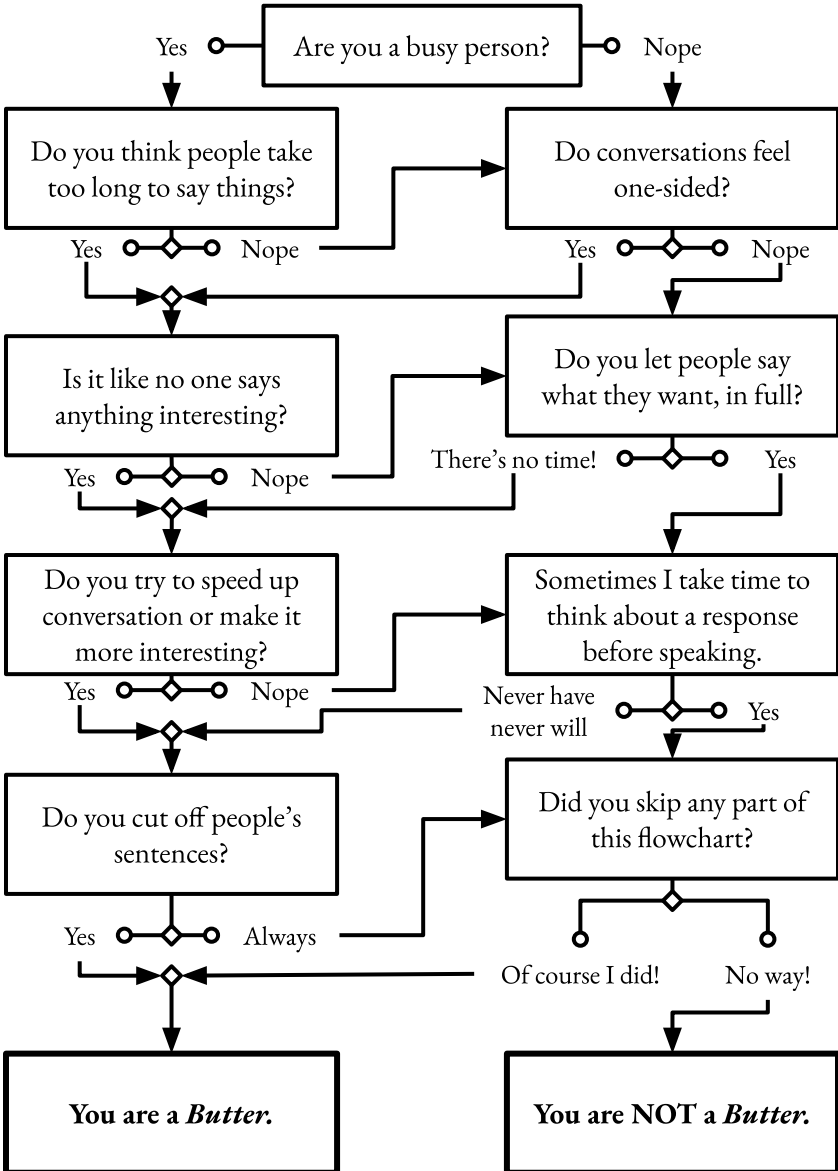 Yes
Are you a busy person?
Nope
Do you think people take
too long to say things?
Do conversations feel
one-sided?
Yes
Nope
Yes
Nope
Is it like no one says
anything interesting?
Do you let people say
what they want, in full?
Yes
Nope
There's no time!
Yes
Do you try to speed up
conversation or make it
more interesting?
Sometimes I take time to
think about a response
before speaking.
Yes
Nope
Never have
never will
Yes
Do you cut off people's
sentences?
Did you skip any part of
this flowchart?
Yes
Always
Of course I did!
No way!
You are a Butter.
You are NOT a Butter.